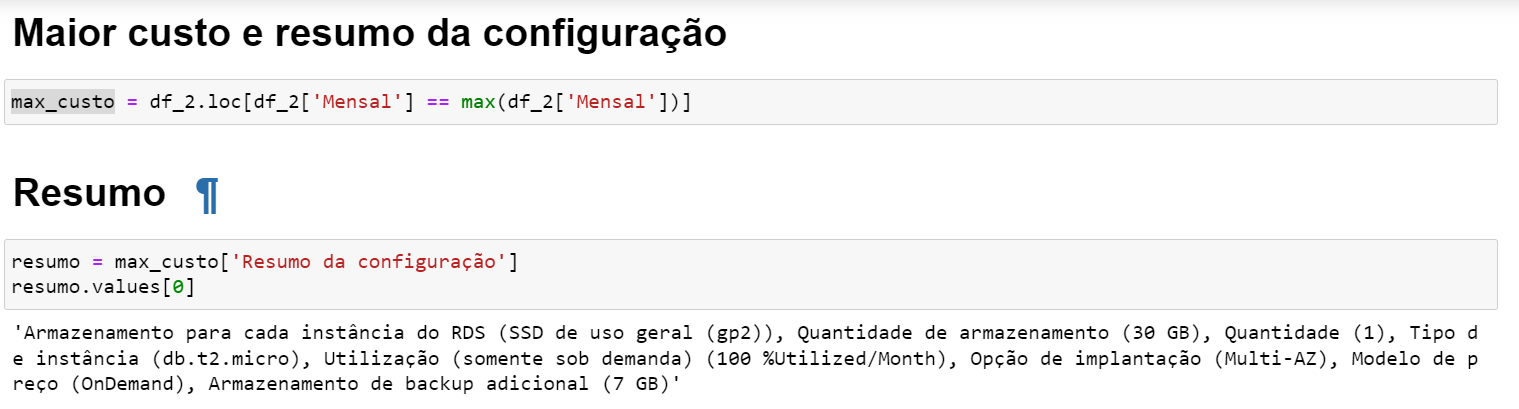 Maior custo e resumo da configuração
max_custo = df_2.loc[df_2['Mensal'] == max(df_2['Mensal'])]
Resumo ¶
resumo = max_custo['Resumo da configuração']
resumo.values[0]
'Armazenamento para cada instância do RDS (SSD de uso geral (gp2)), Quantidade de armazenamento (30 GB), Quantidade (1), Tipo d
e instância (db.t2.micro), Utilização (somente sob demanda) (100 %Utilized/Month), Opção de implantação (Multi-AZ), Modelo de p
reço (OnDemand), Armazenamento de backup adicional (7 GB)'